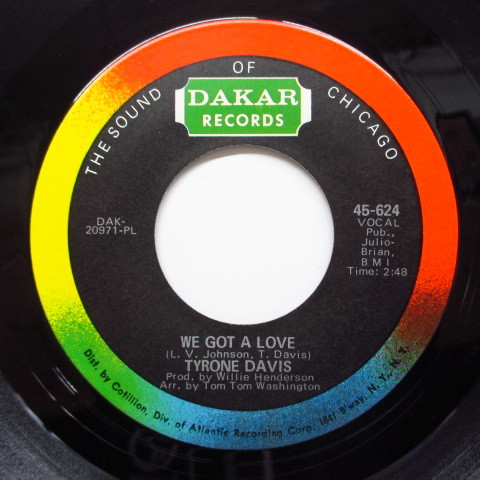 THE SOUND OF CHICAGO
DAKAR
RECORDS
DAK-
20971-PL
45-624
VOCAL
Pub.,
Julio-
Brian,
BMI
Time: 2:48
WE GOT A LOVE
(L. V. Johnson, T. Davis)
TYRONE DAVIS
Prod. by Willie Henderson
Arr. by Tom Tom Washington
Dist. by Cotillion, Div. of Atlantic Recording Corp. 1841 B'way, N.Y., N.Y.